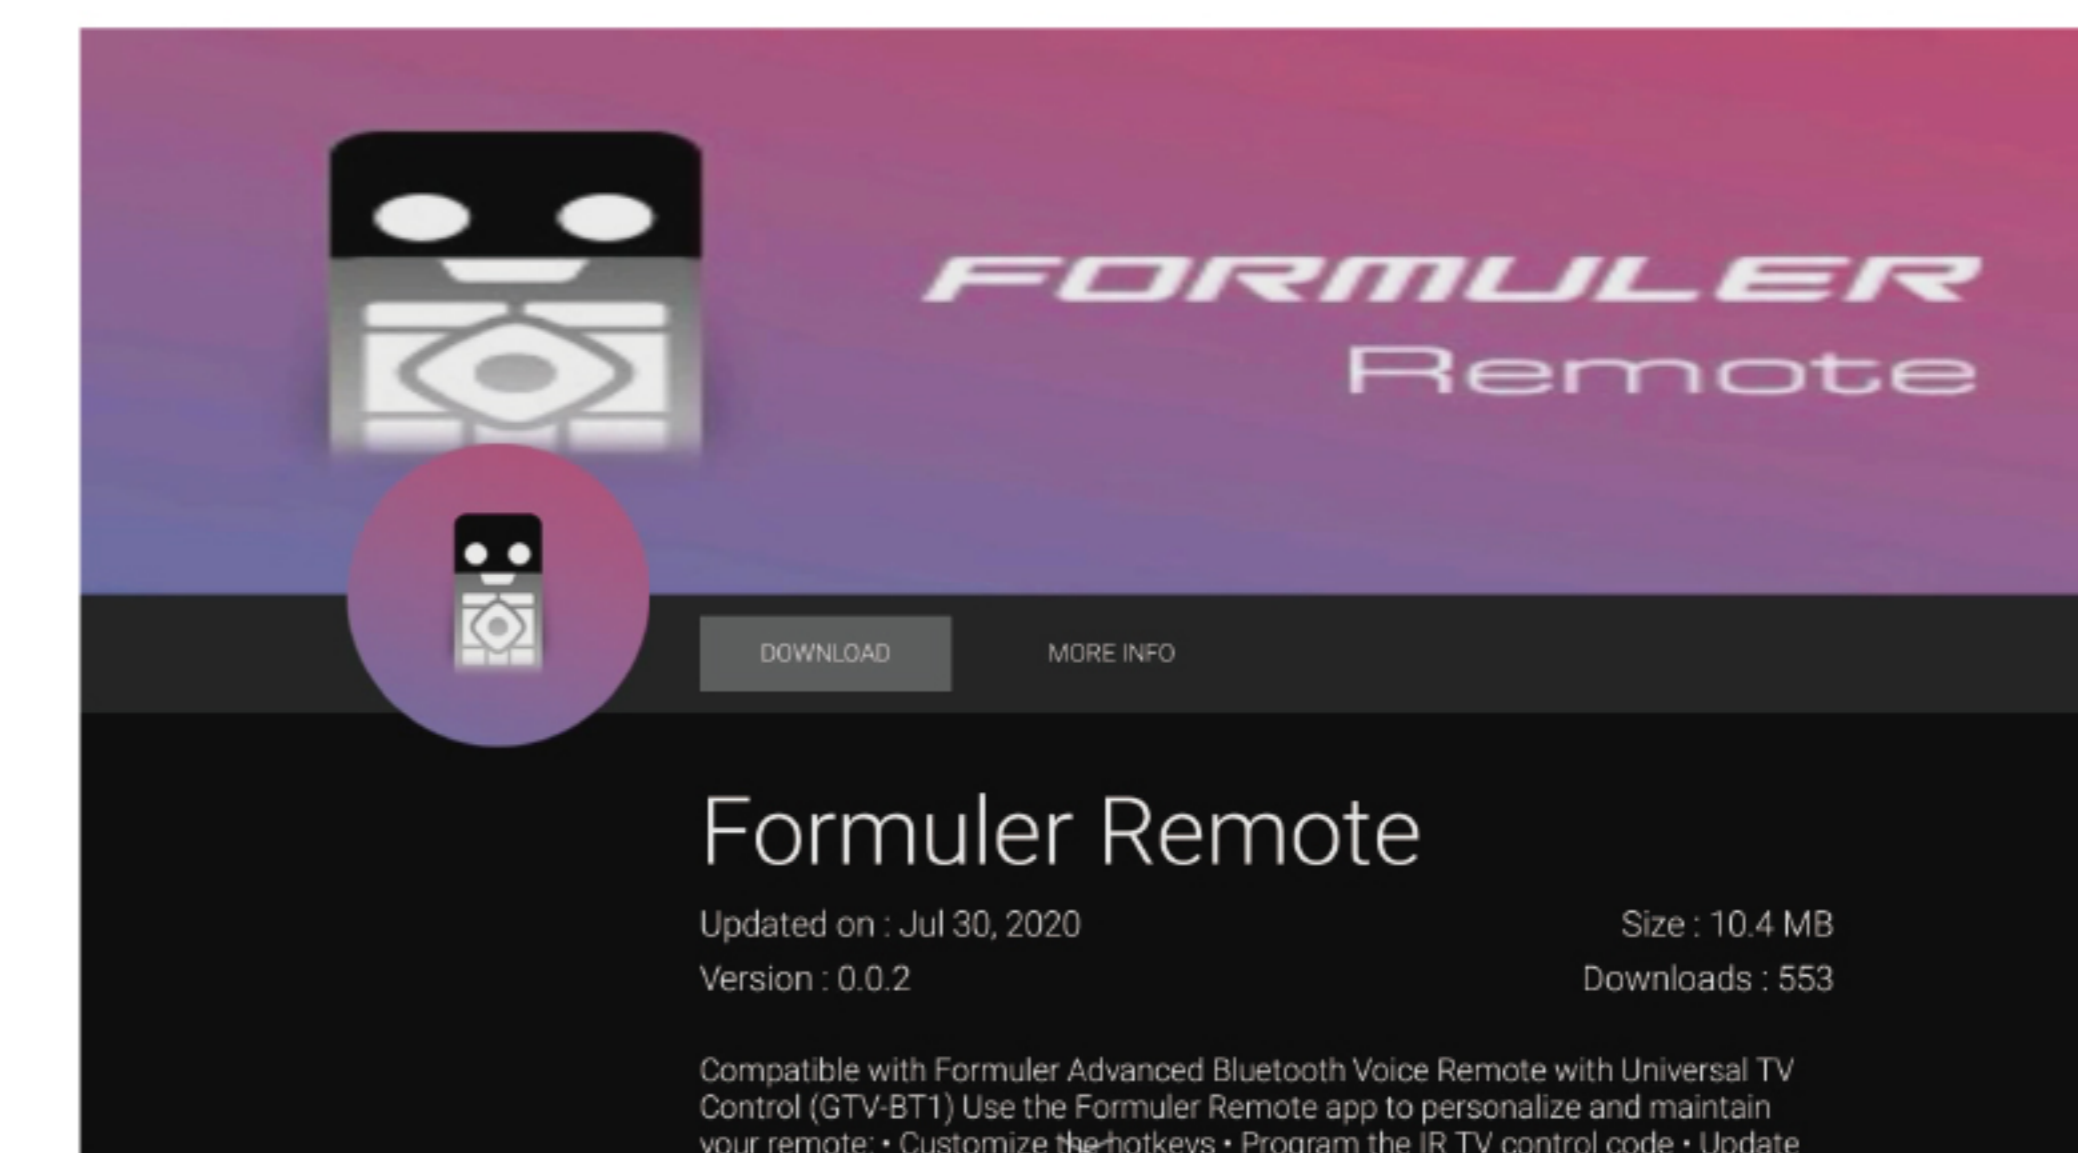 FORMULER
Remote
DOWNLOAD MORE INFO
Formuler Remote
Updated on : Jul 30, 2020 Size : 10.4 MB
Version : 0.0.2 Downloads : 553
Compatible with Formuler Advanced Bluetooth Voice Remote with Universal TV
Control (GTV-BT1) Use the Formuler Remote app to personalize and maintain
your remote: • Customize the hotkeys • Program the IR TV control code • Update